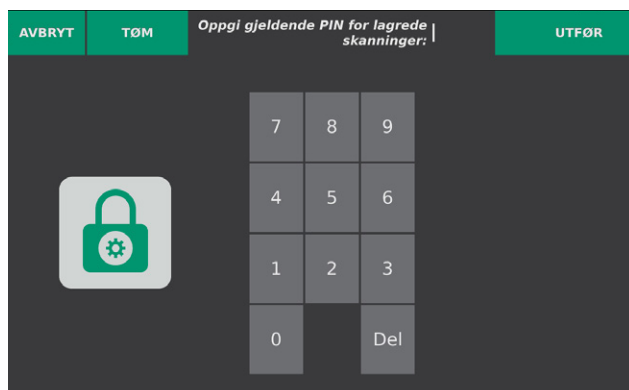 AVBRYT
TØM
Oppgi gjeldende PIN for lagrede
skanninger:
UTFØR
7 8 9
4 5 6
1 2 3
0 Del